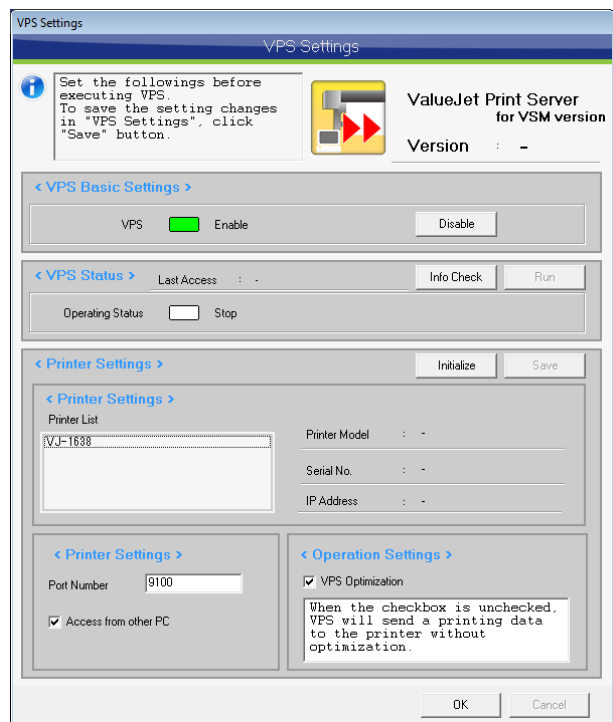 VPS Settings
VPS Settings
Set the followings before
executing VPS.
To save the setting changes
in "VPS Settings", click
"Save" button.
ValueJet Print Server
for VSM version
Version : -
< VPS Basic Settings >
VPS Enable Disable
< VPS Status > Last Access : - Info Check Run
Operating Status Stop
< Printer Settings > Initialize Save
< Printer Settings >
Printer List
VJ-1638
Printer Model : -
Serial No. : -
IP Address : -
< Printer Settings >
Port Number 9100
Access from other PC
< Operation Settings >
VPS Optimization
When the checkbox is unchecked,
VPS will send a printing data
to the printer without
optimization.
OK Cancel